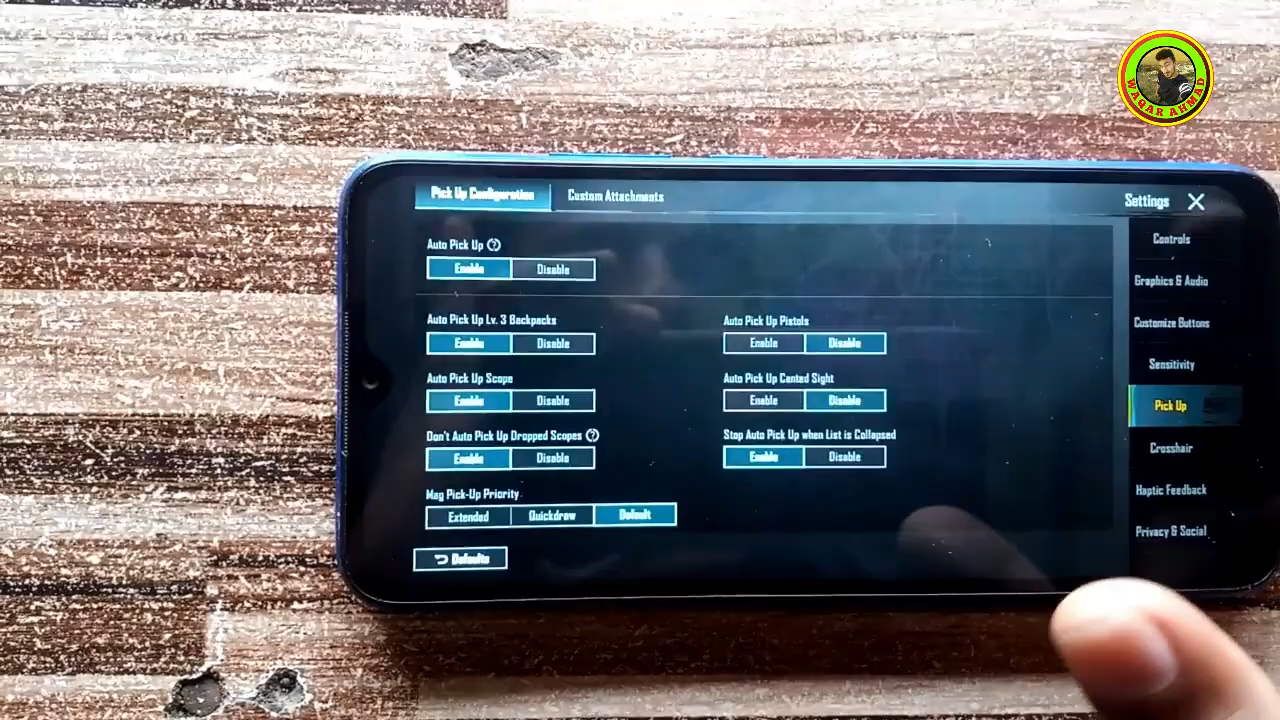 WAQAR AHMAD
Pick Up Configuration
Custom Attachments
Settings
Auto Pick Up ?
Enable Disable
Auto Pick Up Lv. 3 Backpacks
Enable Disable
Auto Pick Up Pistols
Enable Disable
Auto Pick Up Scope
Enable Disable
Auto Pick Up Canted Sight
Enable Disable
Don't Auto Pick Up Dropped Scopes ?
Enable Disable
Stop Auto Pick Up when List is Collapsed
Enable Disable
Mag Pick-Up Priority
Extended Quickdraw Default
Defaults
Controls
Graphics & Audio
Customize Buttons
Sensitivity
Pick Up
Crosshair
Haptic Feedback
Privacy & Social